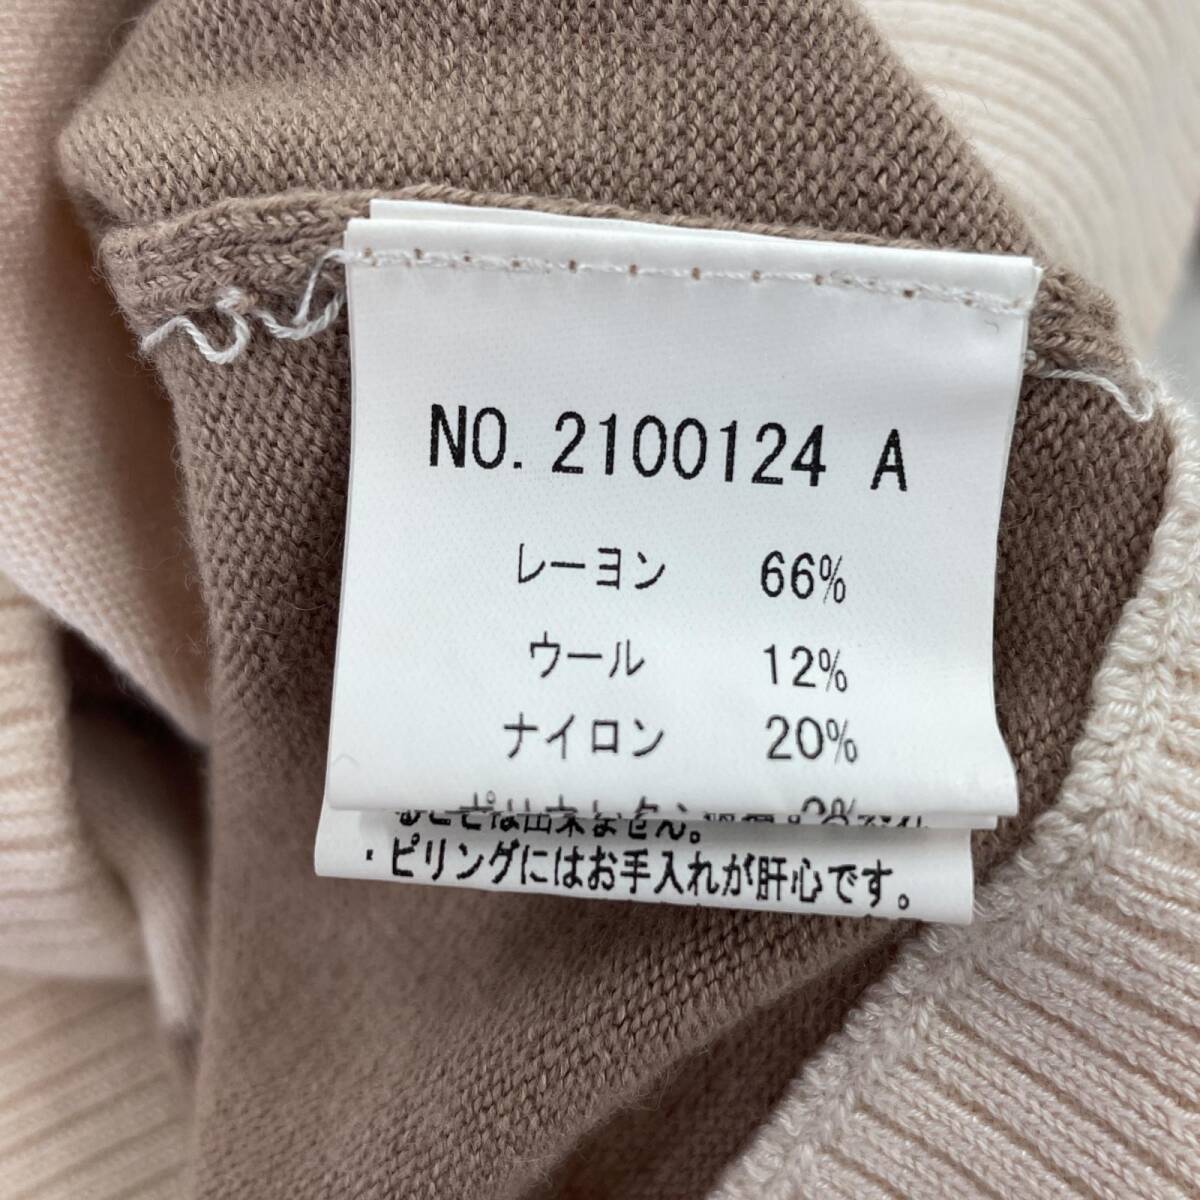 NO. 2100124 A
レーヨン 66%
ウール 12%
ナイロン 20%
・ピリングにはお手入れが肝心です。